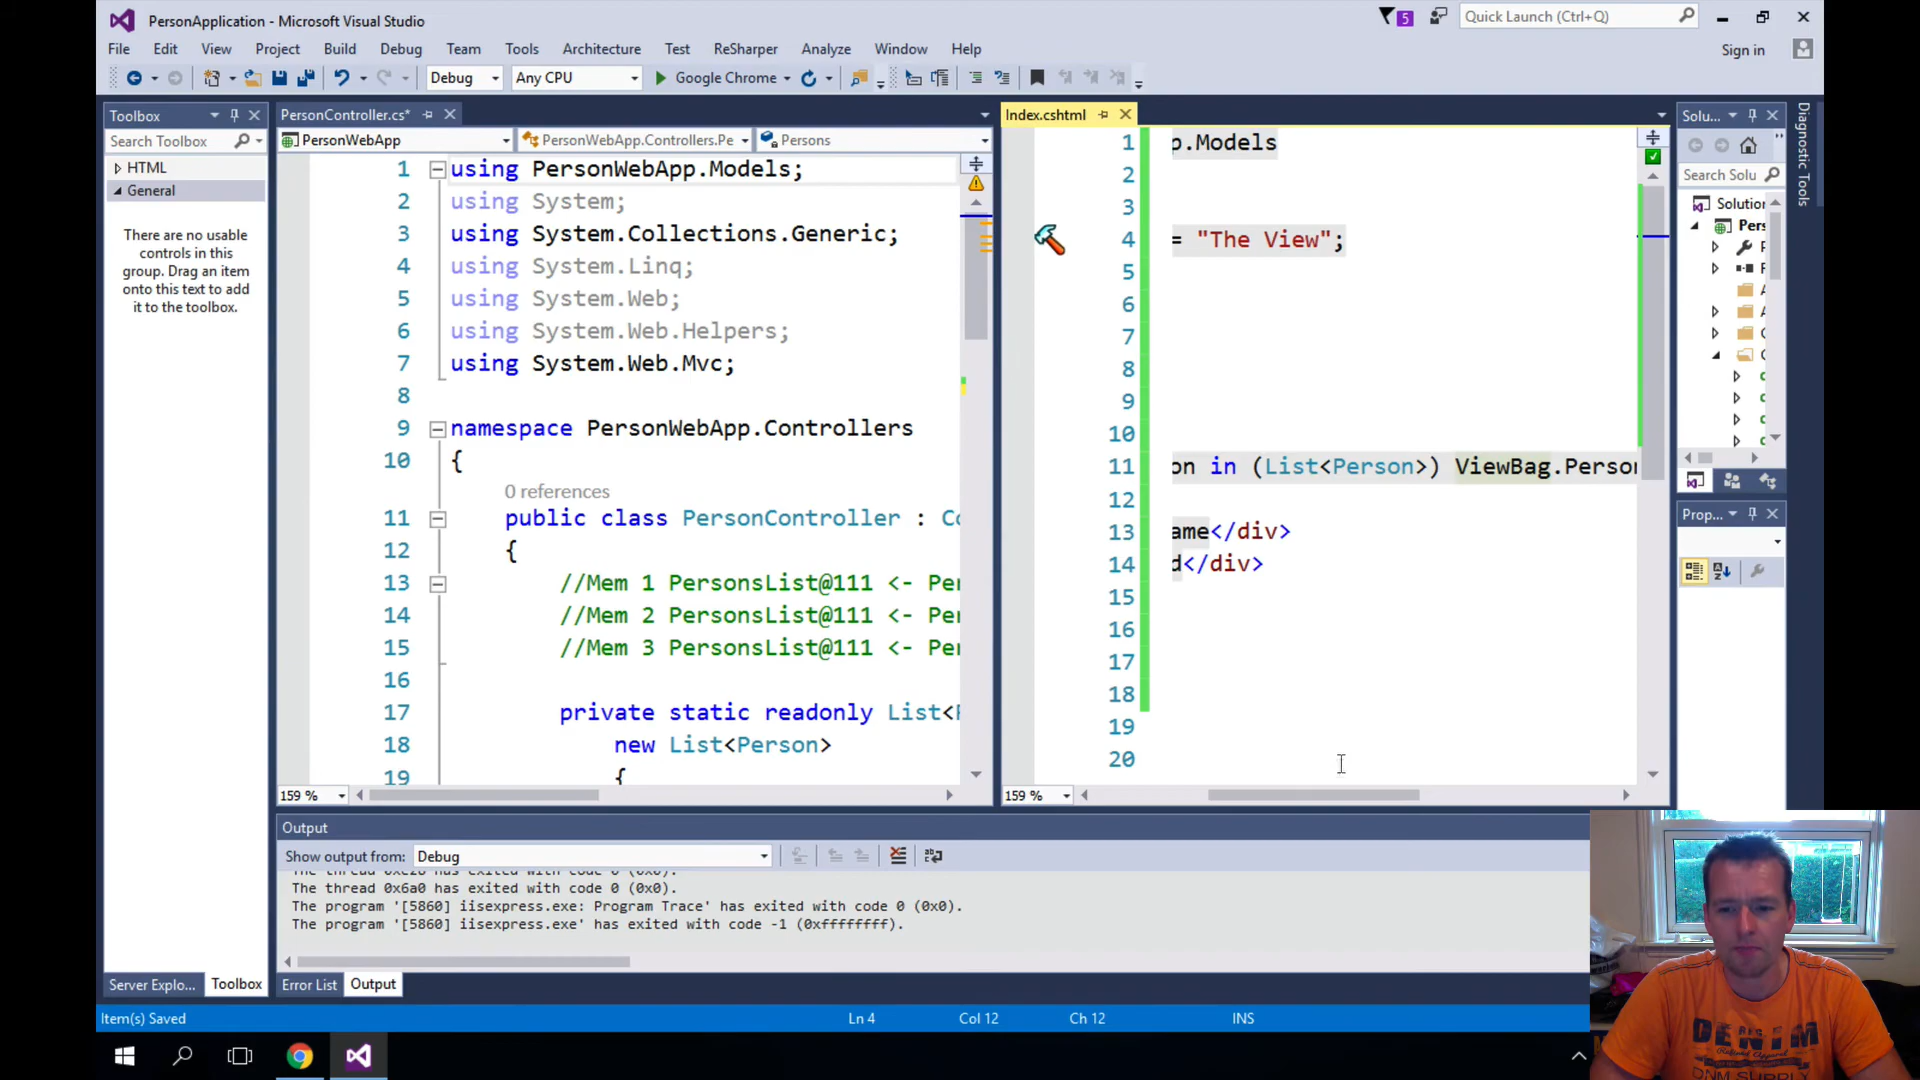 PersonApplication - Microsoft Visual Studio
5
Quick Launch (Ctrl+Q)
File Edit View Project Build Debug Team Tools Architecture Test ReSharper Analyze Window Help
Sign in
Debug Any CPU Google Chrome
Toolbox
Search Toolbox
HTML
General
There are no usable
controls in this
group. Drag an item
onto this text to add
it to the toolbox.
PersonController.cs*
PersonWebApp PersonWebApp.Controllers.Pe Persons
1 using PersonWebApp.Models;
2 using System;
3 using System.Collections.Generic;
4 using System.Linq;
5 using System.Web;
6 using System.Web.Helpers;
7 using System.Web.Mvc;
8
9 namespace PersonWebApp.Controllers
10 {
0 references
11 public class PersonController : Co
12 {
13 //Mem 1 PersonsList@111 <- Per
14 //Mem 2 PersonsList@111 <- Per
15 //Mem 3 PersonsList@111 <- Per
16
17 private static readonly List<P
18 new List<Person>
19 {
159 %
Index.cshtml
1 p.Models
2
3
4 = "The View";
5
6
7
8
9
10
11 on in (List<Person>) ViewBag.Person
12
13 ame</div>
14 d</div>
15
16
17
18
19
20
159 %
Solu...
Search Solu
Solution
Pers
Prop...
Diagnostic Tools
Output
Show output from: Debug
The thread 0x6a0 has exited with code 0 (0x0).
The program '[5860] iisexpress.exe: Program Trace' has exited with code 0 (0x0).
The program '[5860] iisexpress.exe' has exited with code -1 (0xffffffff).
Server Explo... Toolbox Error List Output
Item(s) Saved Ln 4 Col 12 Ch 12 INS
DENIM